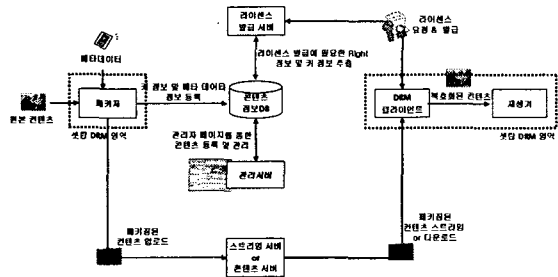 라이센스
발급 서버
라이센스
요청 & 발급
메타데이터
라이센스 발급에 필요한 Right
정보 및 키 정보 추출
키 정보 및 메타 데이터
정보 등록
원본 컨텐츠
패키저
콘텐츠
정보DB
DRM
클라이언트
복호화된 컨텐츠
재생기
셋탑 DRM 영역
셋탑 DRM 영역
관리자 페이지를 통한
컨텐츠 등록 및 관리
관리서버
패키징된
컨텐츠 업로드
스트리밍 서버
or
콘텐츠 서버
패키징된
컨텐츠 스트리밍
or 다운로드